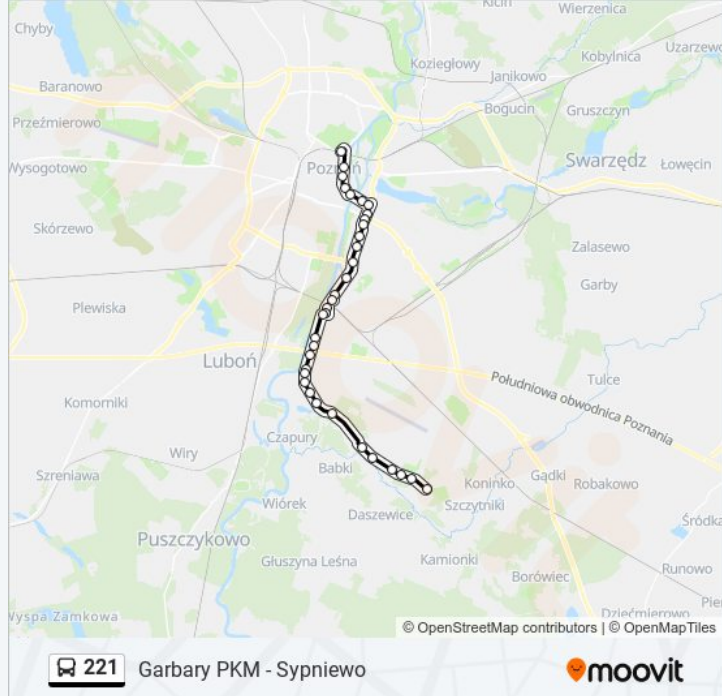 Kicin
Wierzenica
Chyby
Koziegłowy
Uzarzewo
Kobylnica
Janikowo
Baranowo
Bogucin
Gruszczyn
Przeźmierowo
Wysogotowo
Poznań
Swarzędz
Łowęcin
Skórzewo
Zalasewo
Garby
Plewiska
Luboń
Tulce
Południowa obwodnica Poznania
Komorniki
Czapury
Wiry
Babki
Szreniawa
Koninko
Gądki
Robakowo
Wiórek
Daszewice
Szczytniki
Śródka
Puszczykowo
Głuszyna Leśna
Kamionki
Borówiec
Runowo
Wyspa Zamkowa
Dziećmierowo
© OpenStreetMap contributors | © OpenMapTiles
221 Garbary PKM - Sypniewo
moovit